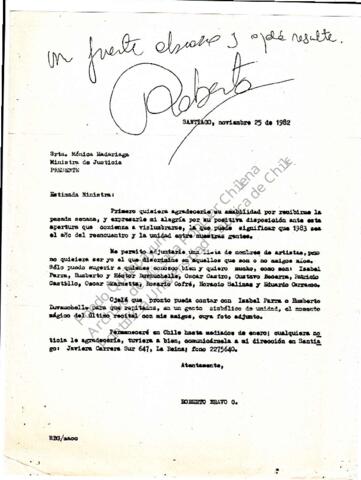 un fuerte abrazo y ojalá resulte.
Roberto
SANTIAGO, noviembre 25 de 1982
Srta. Mónica Madariaga
Ministra de Justicia
PRESENTE
Estimada Ministra:
Primero quisiera agradecerle su amabilidad por recibirme la
pasada semana, y expresarle mi alegría por su positiva disposición ante esta
apertura que comienza a vislumbrarse, la que puede significar que 1983 sea
el año del reencuentro y la unidad entre nuestras gentes.
Me permito adjuntarle una lista de nombres de artistas, pero
no quisiera ser yo el que discrimine en aquellos que son o no amigos míos.
Sólo puedo sugerir a quiénes conozco bien y quiero mucho, como son: Isabel
Parra, Humberto y Héctor Duvauchelle, Oscar Castro, Gustavo Becerra, Patricio
Castillo, Oscar Rosario Cofré, Horacio Salinas y Eduardo Carrasco.
Ojalá que pronto pueda contar con Isabel Parra o Humberto
Duvauchelle para que repitamos, en un gesto simbólico de unidad, el momento
mágico del último recital con mis amigos, cuya foto adjunto.
Permaneceré en Chile hasta mediados de enero; cualquiera no
ticia le agradecería, tuviera a bien, comunicármela a mi dirección en Santia
go: Javiera Carrera Sur 647, La Reina; fono 2275640.
Atentamente,
ROBERTO BRAVO G.
RBG/